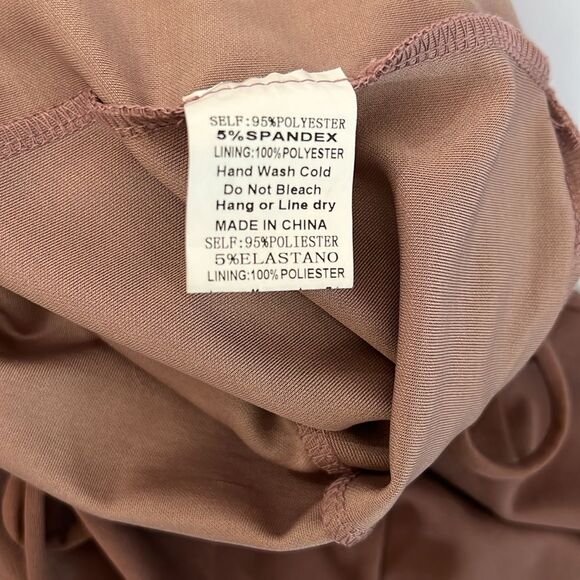 SELF:95%POLYESTER
5%SPANDEX
LINING:100%POLYESTER
Hand Wash Cold
Do Not Bleach
Hang or Line dry
MADE IN CHINA
SELF:95%POLIESTER
5%ELASTANO
LINING:100%POLIESTER